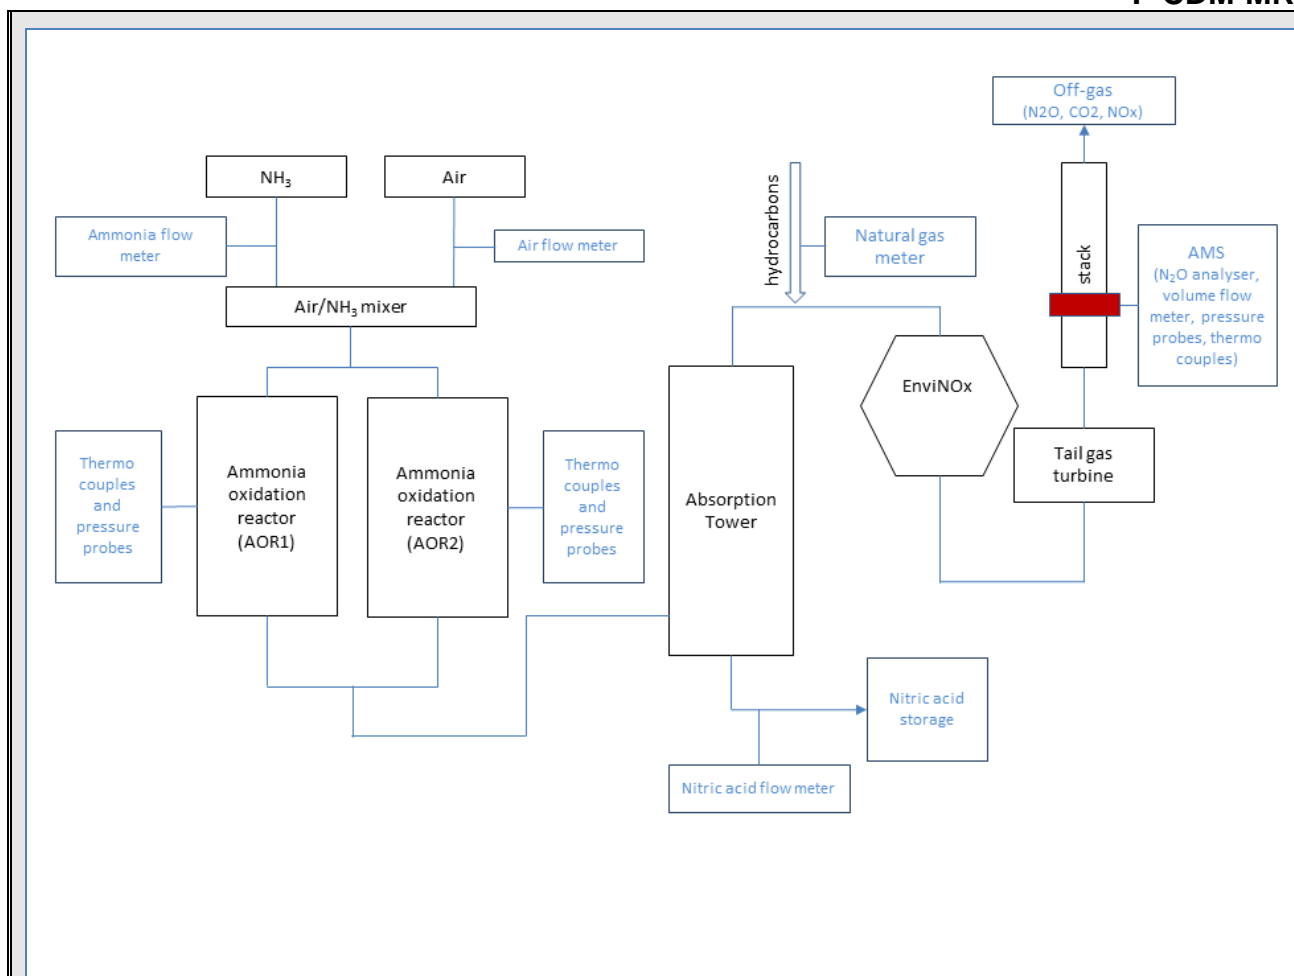 Off-gas
(N2O, CO2, NOx)
NH₃
Air
Ammonia flow
meter
Air flow meter
hydrocarbons
Natural gas
meter
stack
AMS
(N₂O analyser,
volume flow
meter, pressure
probes, thermo
couples)
Air/NH₃ mixer
EnviNOx
Thermo
couples
and
pressure
probes
Ammonia
oxidation
reactor
(AOR1)
Ammonia
oxidation
reactor
(AOR2)
Thermo
couples
and
pressure
probes
Absorption
Tower
Tail gas
turbine
Nitric acid
storage
Nitric acid flow meter